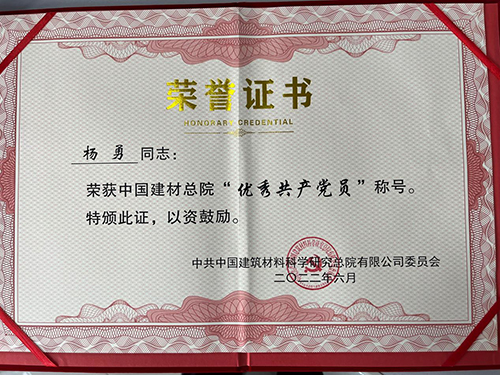 荣誉证书
HONORARY CREDENTIAL
杨勇同志：
荣获中国建材总院“优秀共产党员”称号。
特颁此证，以资鼓励。
中共中国建筑材料科学研究总院有限公司委员会
二〇二二年六月